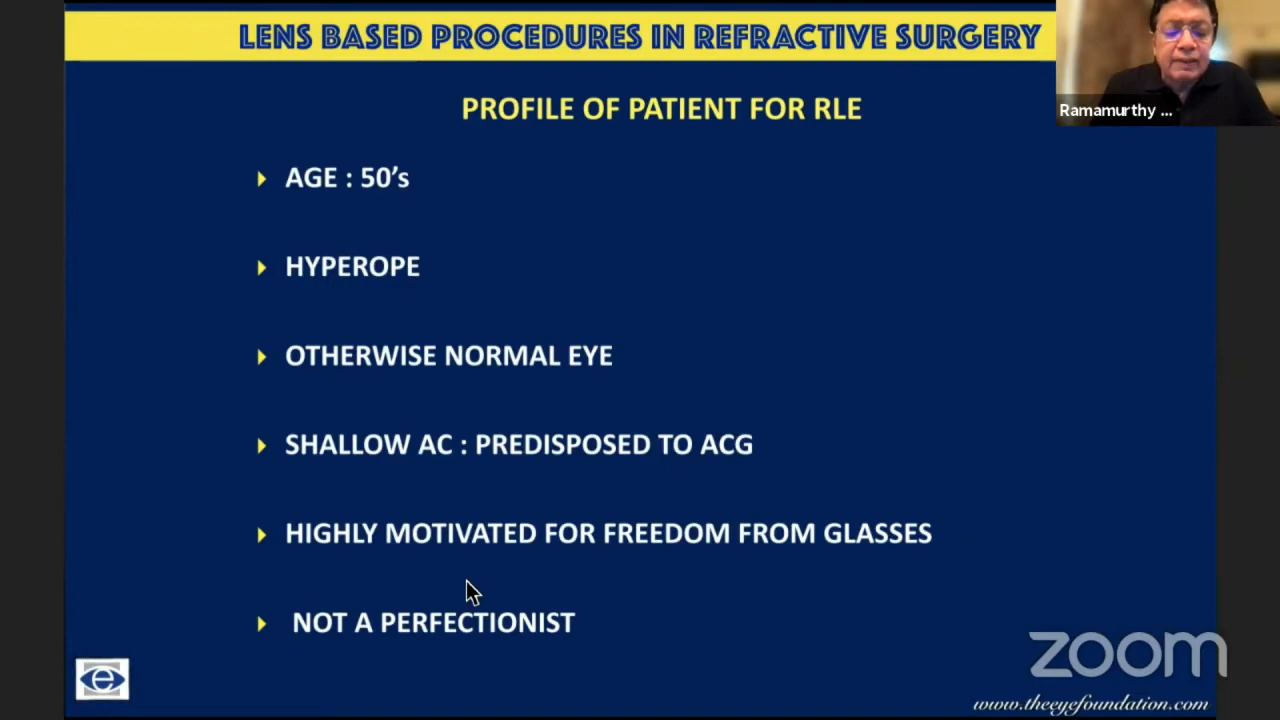 LENS BASED PROCEDURES IN REFRACTIVE SURGERY
Ramamurthy ...
PROFILE OF PATIENT FOR RLE
AGE : 50's
HYPEROPE
OTHERWISE NORMAL EYE
SHALLOW AC : PREDISPOSED TO ACG
HIGHLY MOTIVATED FOR FREEDOM FROM GLASSES
NOT A PERFECTIONIST
zoom
e
www.theeyefoundation.com